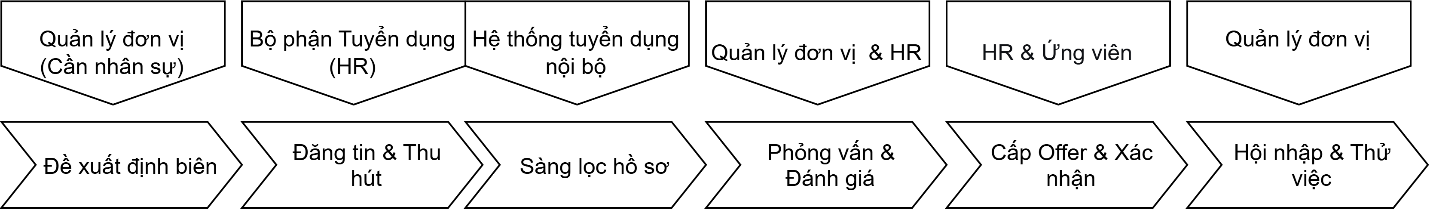 Quản lý đơn vị
(Cần nhân sự)
Bộ phận Tuyển dụng
(HR)
Hệ thống tuyển dụng
nội bộ
Quản lý đơn vị & HR
HR & Ứng viên
Quản lý đơn vị
Đề xuất định biên
Đăng tin & Thu
hút
Sàng lọc hồ sơ
Phỏng vấn &
Đánh giá
Cấp Offer & Xác
nhận
Hội nhập & Thử
việc